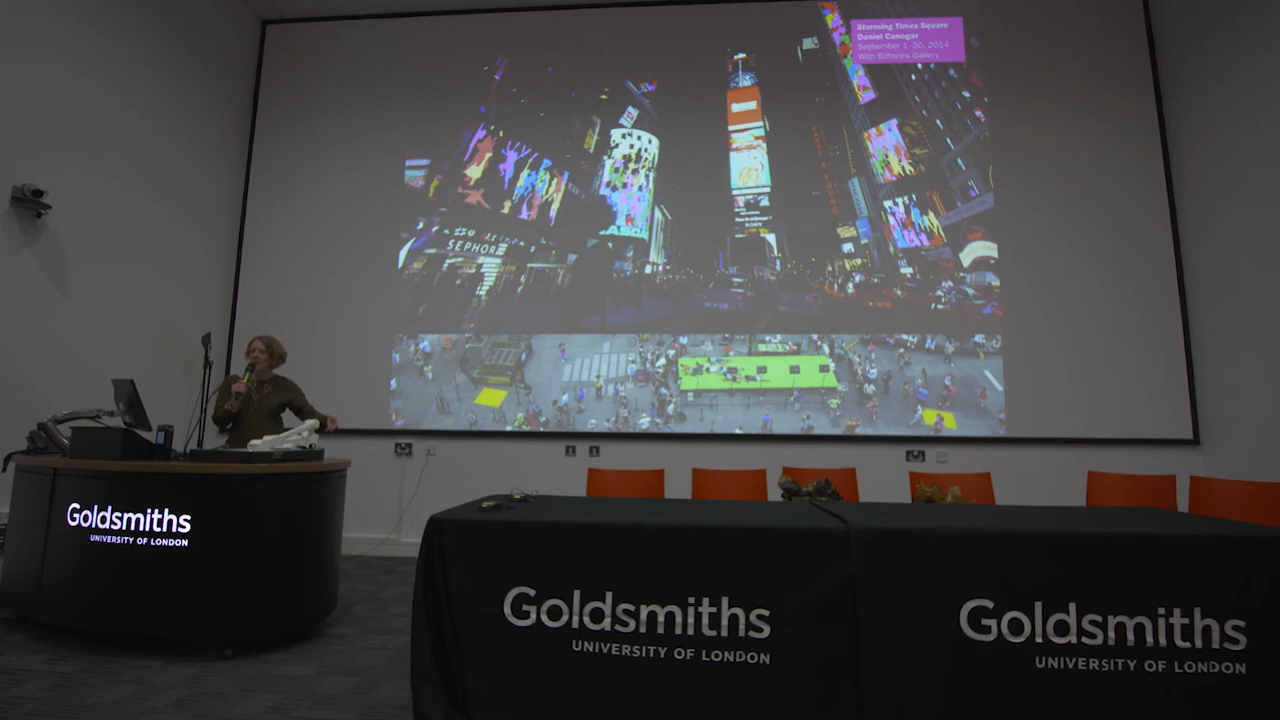 Storming Times Square
Daniel Canogar
September 1 -30, 2014
With Bitforms Gallery
SEPHORA
SONY
Goldsmiths
UNIVERSITY OF LONDON
Goldsmiths
UNIVERSITY OF LONDON
Goldsmiths
UNIVERSITY OF LONDON